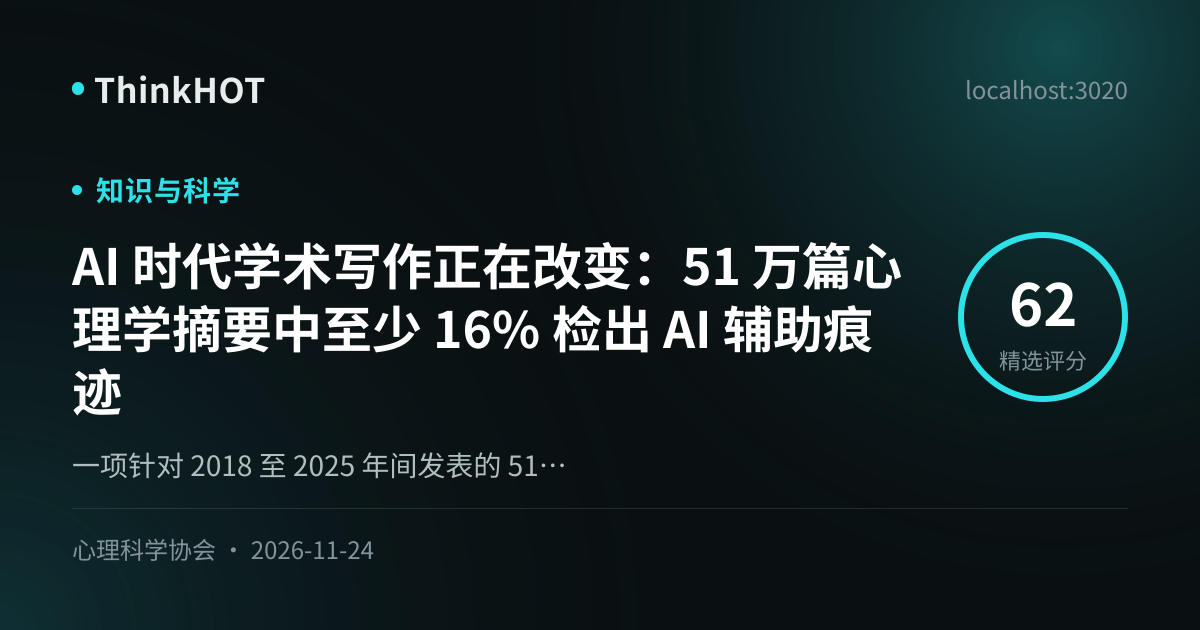 ThinkHOT
localhost:3020
知识与科学
AI 时代学术写作正在改变：51 万篇心
理学摘要中至少 16% 检出 AI 辅助痕
迹
62
精选评分
一项针对 2018 至 2025 年间发表的 51…
心理科学协会 · 2026-11-24